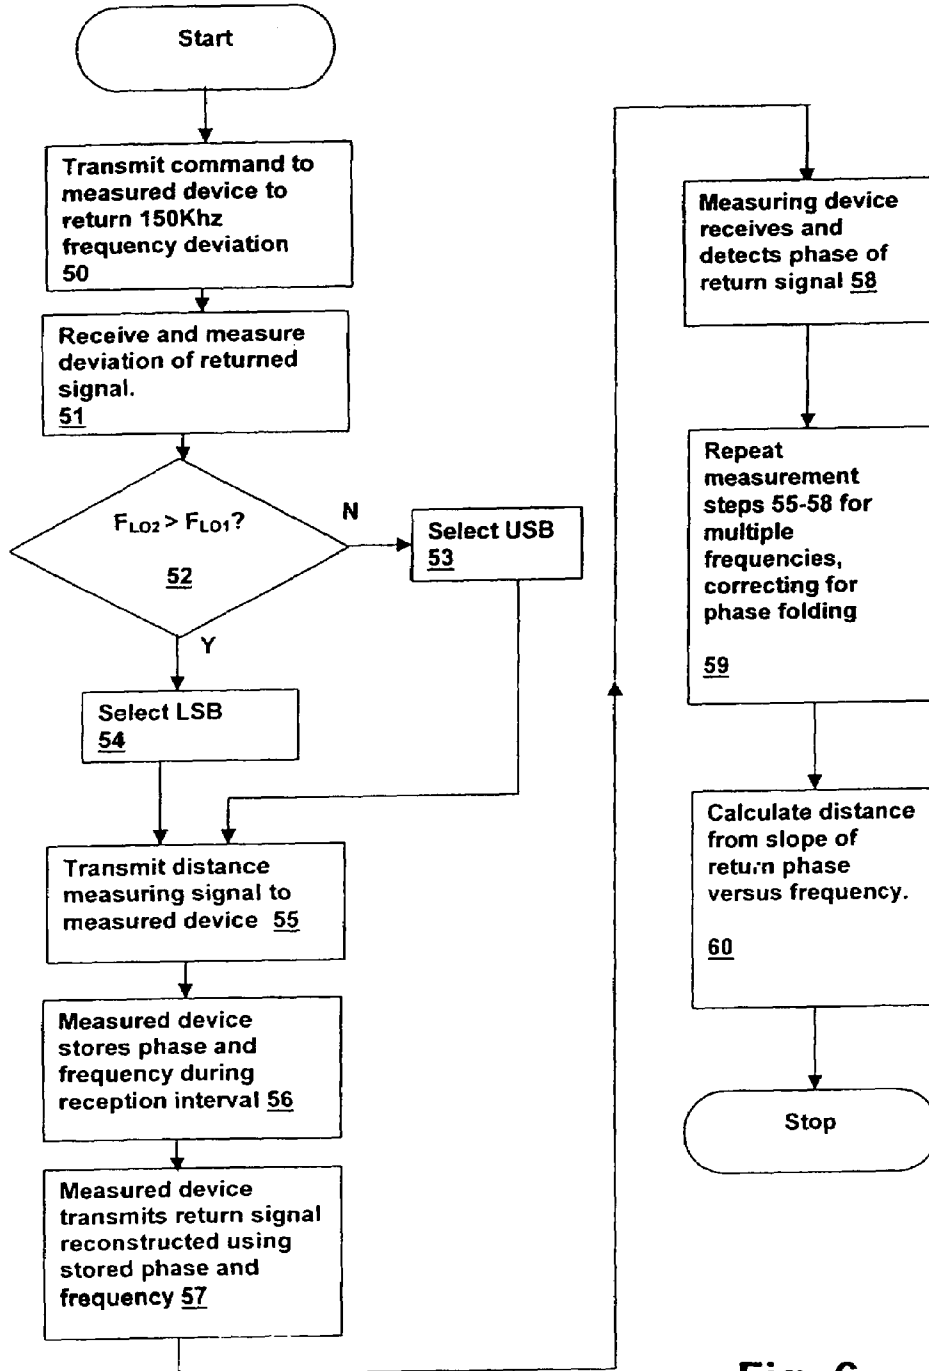 Start
Transmit command to
measured device to
return 150Khz
frequency deviation
50
Receive and measure
deviation of returned
signal.
51
F_LO2 > F_LO1?
52
N
Select USB
53
Y
Select LSB
54
Transmit distance
measuring signal to
measured device 55
Measured device
stores phase and
frequency during
reception interval 56
Measured device
transmits return signal
reconstructed using
stored phase and
frequency 57
Measuring device
receives and
detects phase of
return signal 58
Repeat
measurement
steps 55-58 for
multiple
frequencies,
correcting for
phase folding
59
Calculate distance
from slope of
return phase
versus frequency.
60
Stop